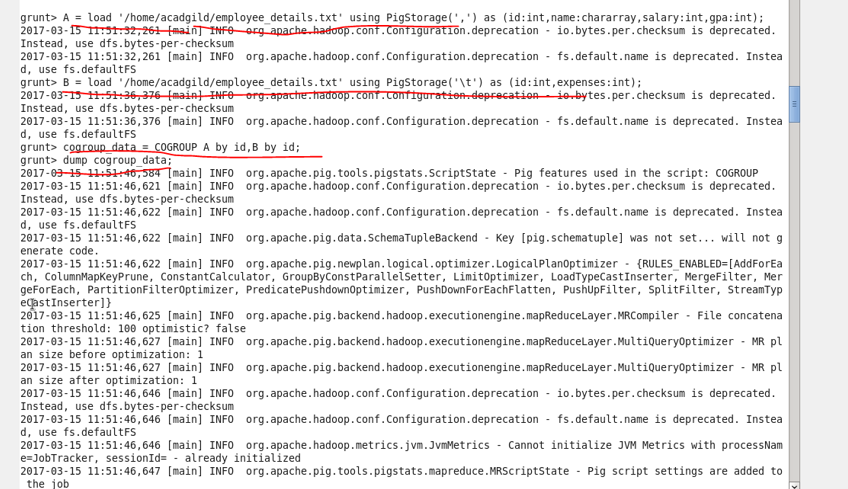 grunt> A = load '/home/acadgild/employee_details.txt' using PigStorage(',') as (id:int,name:chararray,salary:int,gpa:int);
2017-03-15 11:51:32,261 [main] INFO  org.apache.hadoop.conf.Configuration.deprecation - io.bytes.per.checksum is deprecated.
Instead, use dfs.bytes-per-checksum
2017-03-15 11:51:32,261 [main] INFO  org.apache.hadoop.conf.Configuration.deprecation - fs.default.name is deprecated. Instea
d, use fs.defaultFS
grunt> B = load '/home/acadgild/employee_details.txt' using PigStorage('\t') as (id:int,expenses:int);
2017-03-15 11:51:36,376 [main] INFO  org.apache.hadoop.conf.Configuration.deprecation - io.bytes.per.checksum is deprecated.
Instead, use dfs.bytes-per-checksum
2017-03-15 11:51:36,376 [main] INFO  org.apache.hadoop.conf.Configuration.deprecation - fs.default.name is deprecated. Instea
d, use fs.defaultFS
grunt> cogroup_data = COGROUP A by id,B by id;
grunt> dump cogroup_data;
2017-03-15 11:51:46,584 [main] INFO  org.apache.pig.tools.pigstats.ScriptState - Pig features used in the script: COGROUP
2017-03-15 11:51:46,621 [main] INFO  org.apache.hadoop.conf.Configuration.deprecation - io.bytes.per.checksum is deprecated.
Instead, use dfs.bytes-per-checksum
2017-03-15 11:51:46,622 [main] INFO  org.apache.hadoop.conf.Configuration.deprecation - fs.default.name is deprecated. Instea
d, use fs.defaultFS
2017-03-15 11:51:46,622 [main] INFO  org.apache.pig.data.SchemaTupleBackend - Key [pig.schematuple] was not set... will not g
enerate code.
2017-03-15 11:51:46,622 [main] INFO  org.apache.pig.newplan.logical.optimizer.LogicalPlanOptimizer - {RULES_ENABLED=[AddForEa
ch, ColumnMapKeyPrune, ConstantCalculator, GroupByConstParallelSetter, LimitOptimizer, LoadTypeCastInserter, MergeFilter, Mer
geForEach, PartitionFilterOptimizer, PredicatePushdownOptimizer, PushDownForEachFlatten, PushUpFilter, SplitFilter, StreamTyp
eCastInserter]}
2017-03-15 11:51:46,625 [main] INFO  org.apache.pig.backend.hadoop.executionengine.mapReduceLayer.MRCompiler - File concatena
tion threshold: 100 optimistic? false
2017-03-15 11:51:46,627 [main] INFO  org.apache.pig.backend.hadoop.executionengine.mapReduceLayer.MultiQueryOptimizer - MR pl
an size before optimization: 1
2017-03-15 11:51:46,627 [main] INFO  org.apache.pig.backend.hadoop.executionengine.mapReduceLayer.MultiQueryOptimizer - MR pl
an size after optimization: 1
2017-03-15 11:51:46,646 [main] INFO  org.apache.hadoop.conf.Configuration.deprecation - io.bytes.per.checksum is deprecated.
Instead, use dfs.bytes-per-checksum
2017-03-15 11:51:46,646 [main] INFO  org.apache.hadoop.conf.Configuration.deprecation - fs.default.name is deprecated. Instea
d, use fs.defaultFS
2017-03-15 11:51:46,646 [main] INFO  org.apache.hadoop.metrics.jvm.JvmMetrics - Cannot initialize JVM Metrics with processNam
e=JobTracker, sessionId= - already initialized
2017-03-15 11:51:46,647 [main] INFO  org.apache.pig.tools.pigstats.mapreduce.MRScriptState - Pig script settings are added to
 the job